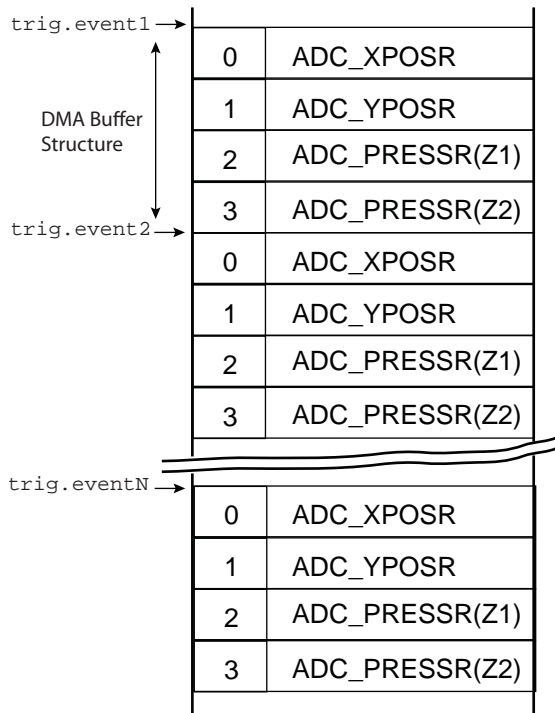 trig.event1
0 ADC_XPOSR
DMA Buffer
Structure
1 ADC_YPOSR
2 ADC_PRESSR(Z1)
3 ADC_PRESSR(Z2)
trig.event2
0 ADC_XPOSR
1 ADC_YPOSR
2 ADC_PRESSR(Z1)
3 ADC_PRESSR(Z2)
trig.eventN
0 ADC_XPOSR
1 ADC_YPOSR
2 ADC_PRESSR(Z1)
3 ADC_PRESSR(Z2)